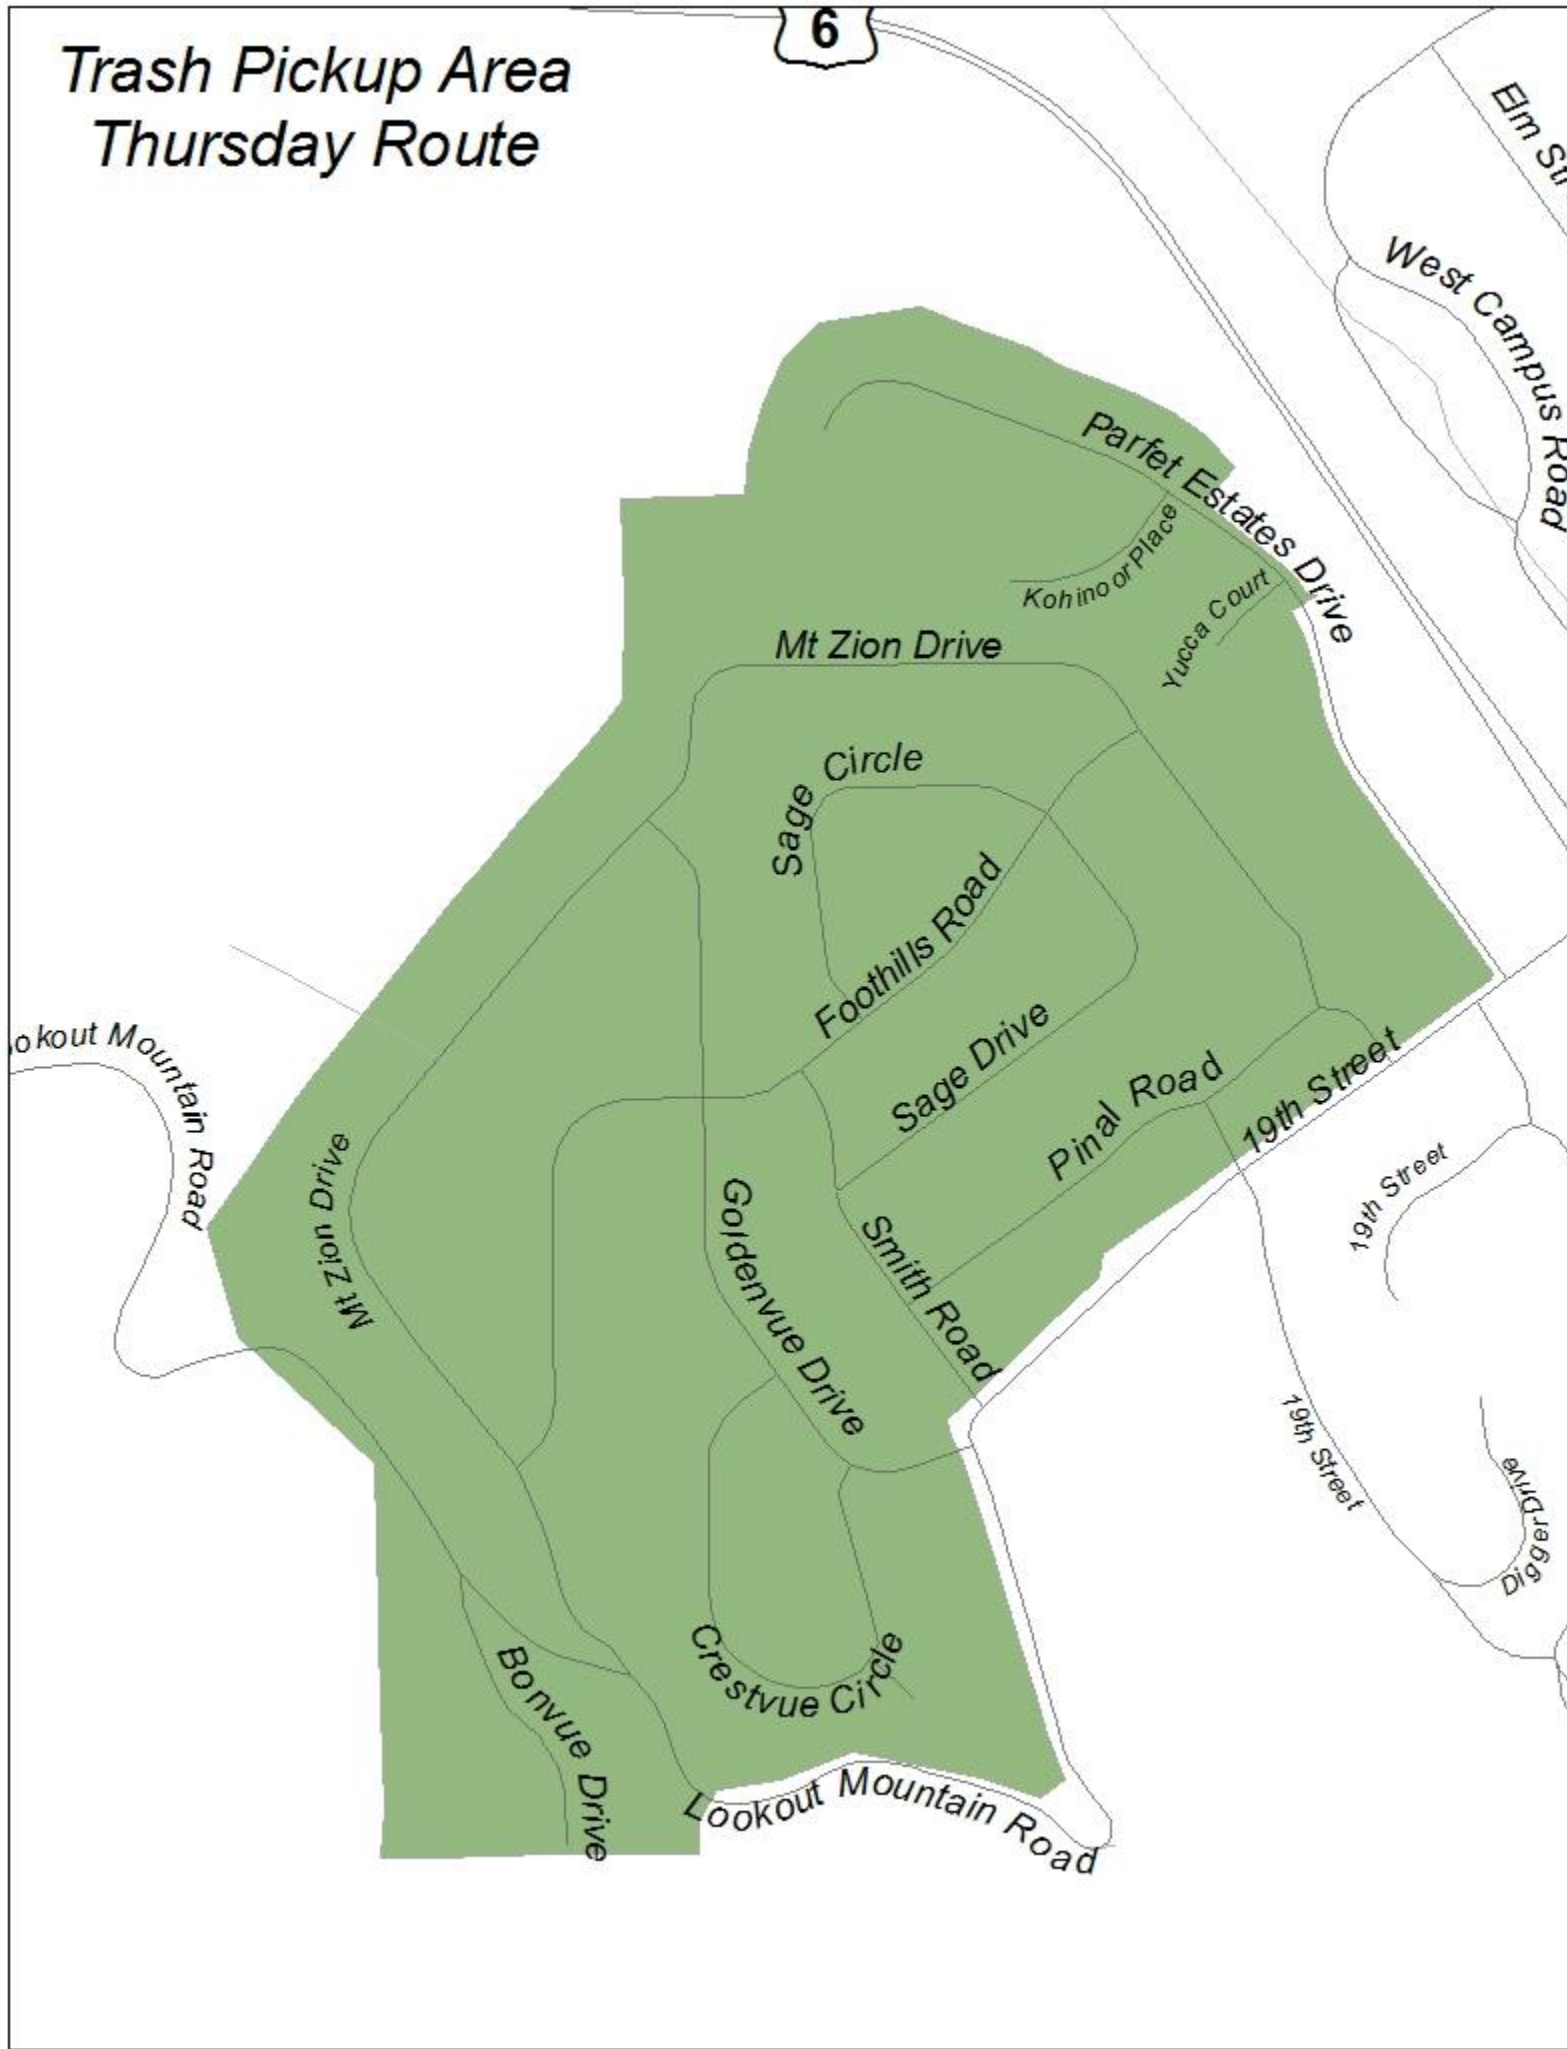 Trash Pickup Area
Thursday Route
6
Elm Str
West Campus Road
Parfet Estates Drive
Kohinoor Place
Yucca Court
Mt Zion Drive
Sage Circle
Foothills Road
Sage Drive
Pinal Road
19th Street
ookout Mountain Road
Mt Zion Drive
19th Street
Goldenvue Drive
Smith Road
19th Street
Digger Drive
Crestvue Circle
Bonvue Drive
Lookout Mountain Road